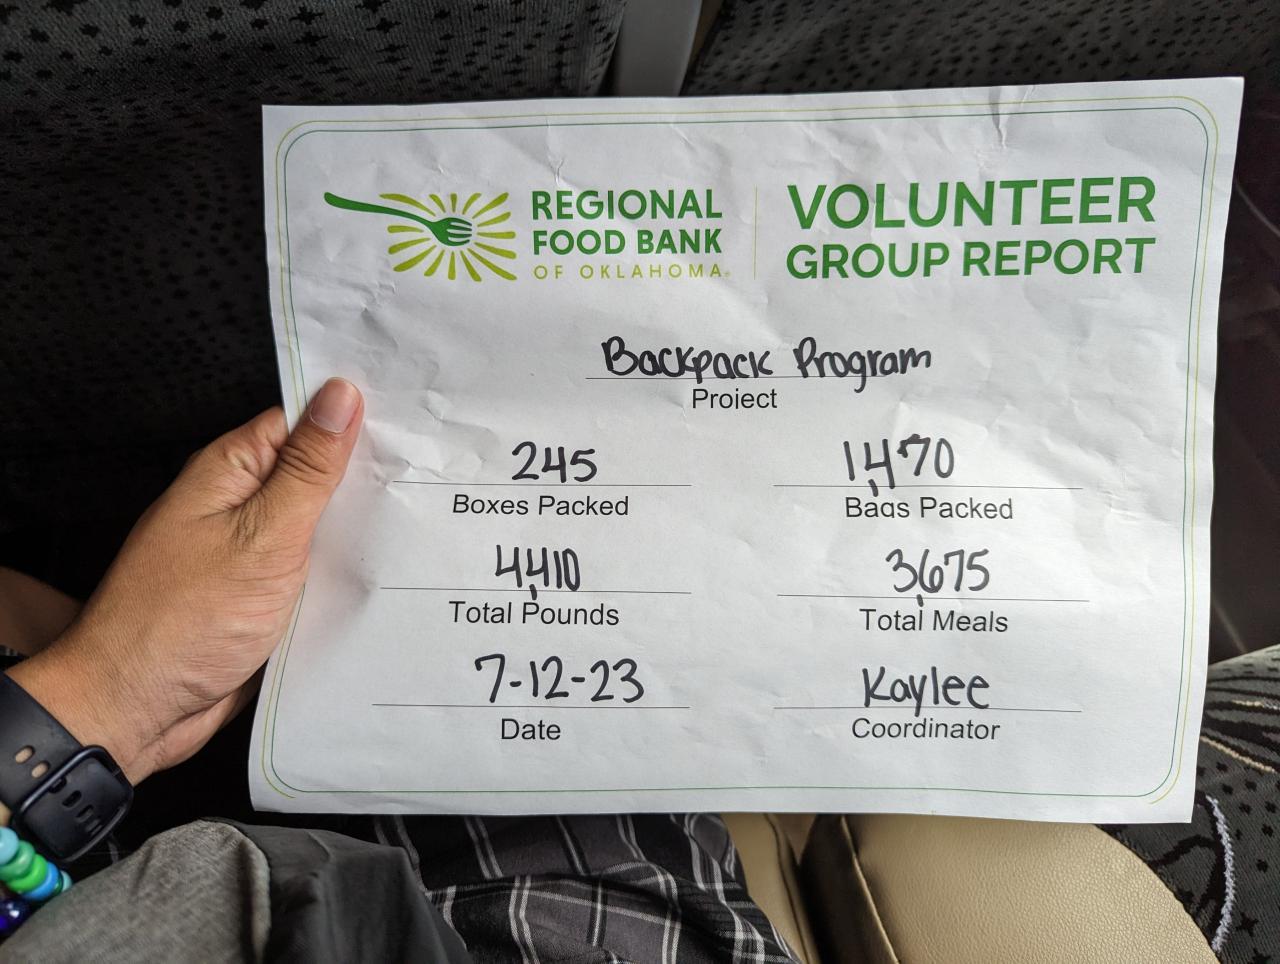 REGIONAL
FOOD BANK
OF OKLAHOMA®
VOLUNTEER
GROUP REPORT
Backpack Program
Project
245
Boxes Packed
1,470
Bags Packed
4,410
Total Pounds
3,675
Total Meals
7-12-23
Date
Kaylee
Coordinator